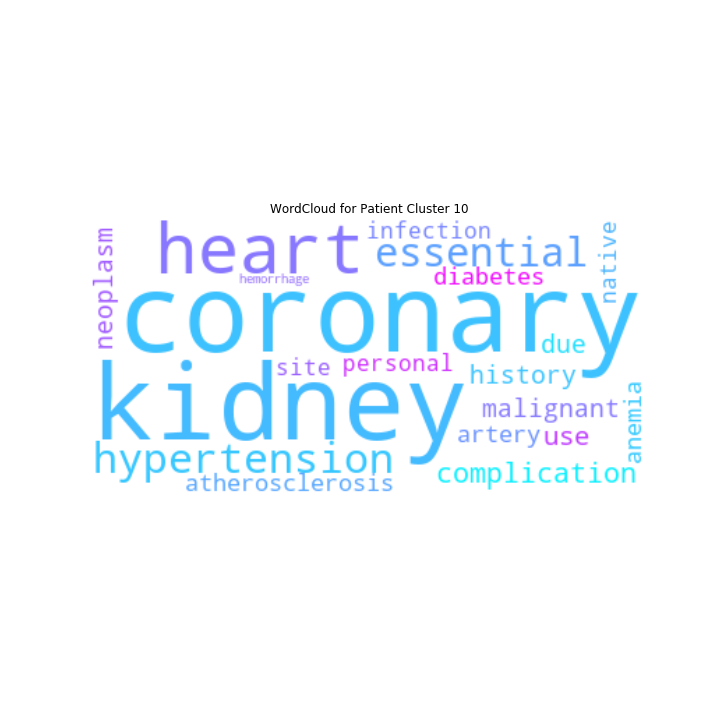 WordCloud for Patient Cluster 10
neoplasm
heart
infection
essential
native
hemorrhage
diabetes
coronary
due
site
personal
history
kidney
malignant
anemia
artery
use
hypertension
complication
atherosclerosis